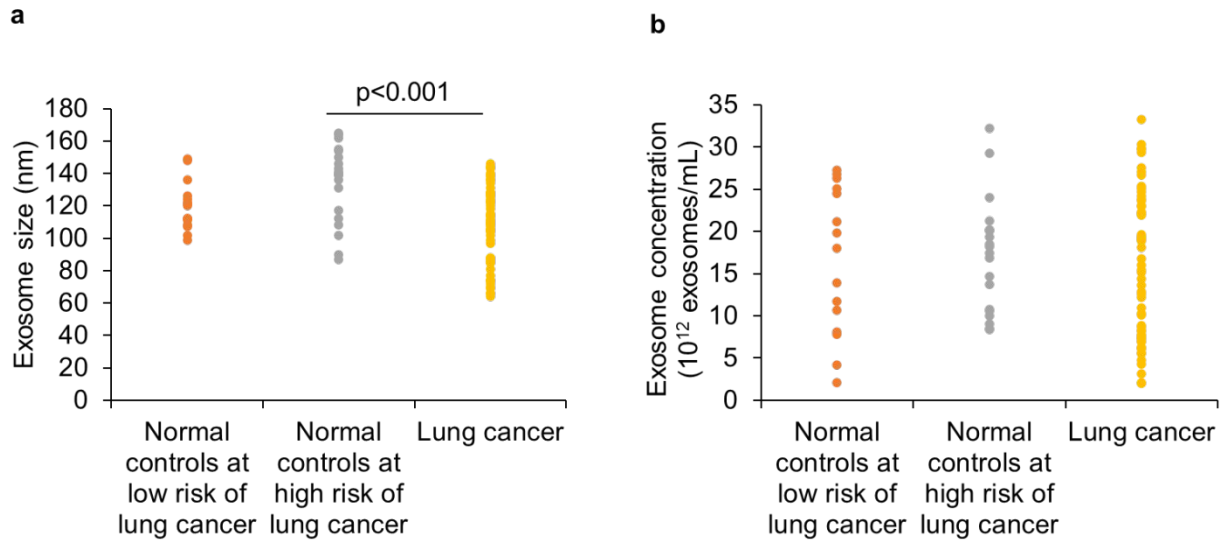 a
p<0.001
Exosome size (nm)
180
160
140
120
100
80
60
40
20
0
Normal
controls at
low risk of
lung cancer
Normal
controls at
high risk of
lung cancer
Lung cancer
b
Exosome concentration
(10¹² exosomes/mL)
35
30
25
20
15
10
5
0
Normal
controls at
low risk of
lung cancer
Normal
controls at
high risk of
lung cancer
Lung cancer